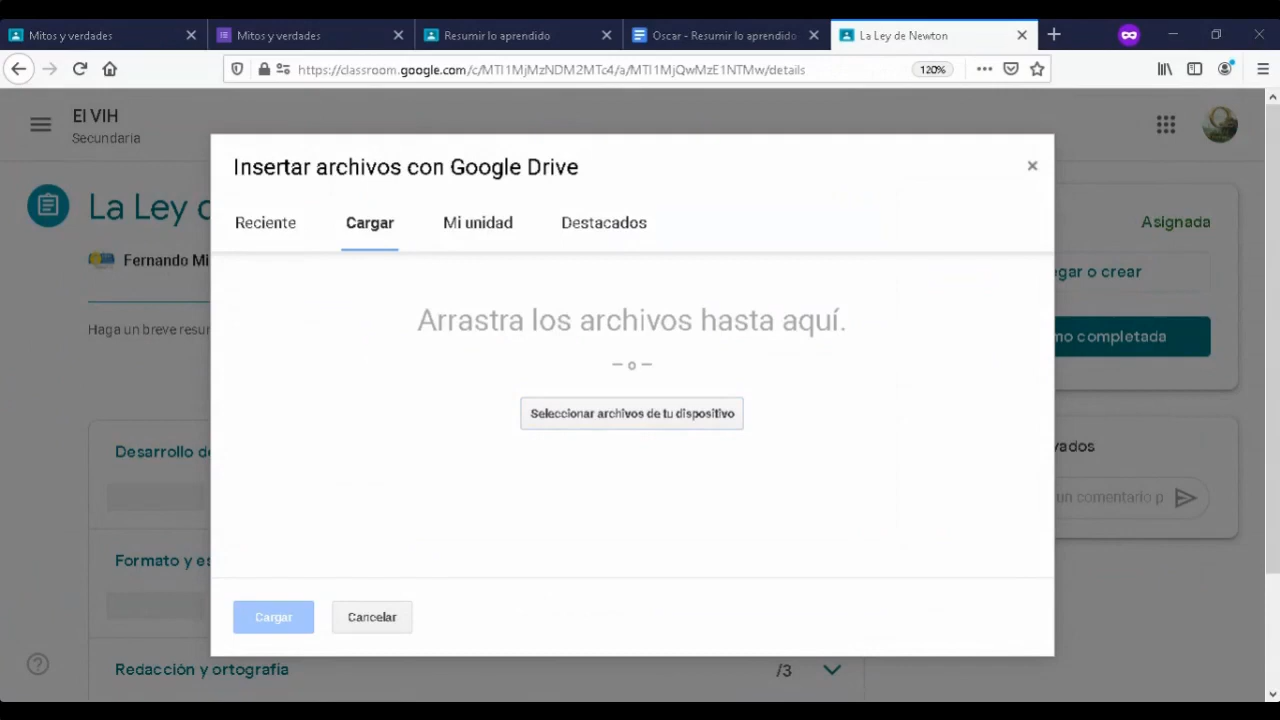 Mitos y verdades
Mitos y verdades
Resumir lo aprendido
Oscar - Resumir lo aprendido
La Ley de Newton
https://classroom.google.com/c/MTI1MjMzNDM2MTc4/a/MTI1MjQwMzE1NTMw/details
120%
El VIH
Secundaria
Insertar archivos con Google Drive
La Ley d
Reciente
Cargar
Mi unidad
Destacados
Asignada
Fernando Mi
gar o crear
Haga un breve resu
Arrastra los archivos hasta aquí.
mo completada
– o –
Seleccionar archivos de tu dispositivo
Desarrollo de
vados
un comentario p
Formato y es
Cargar
Cancelar
Redacción y ortografía
/3